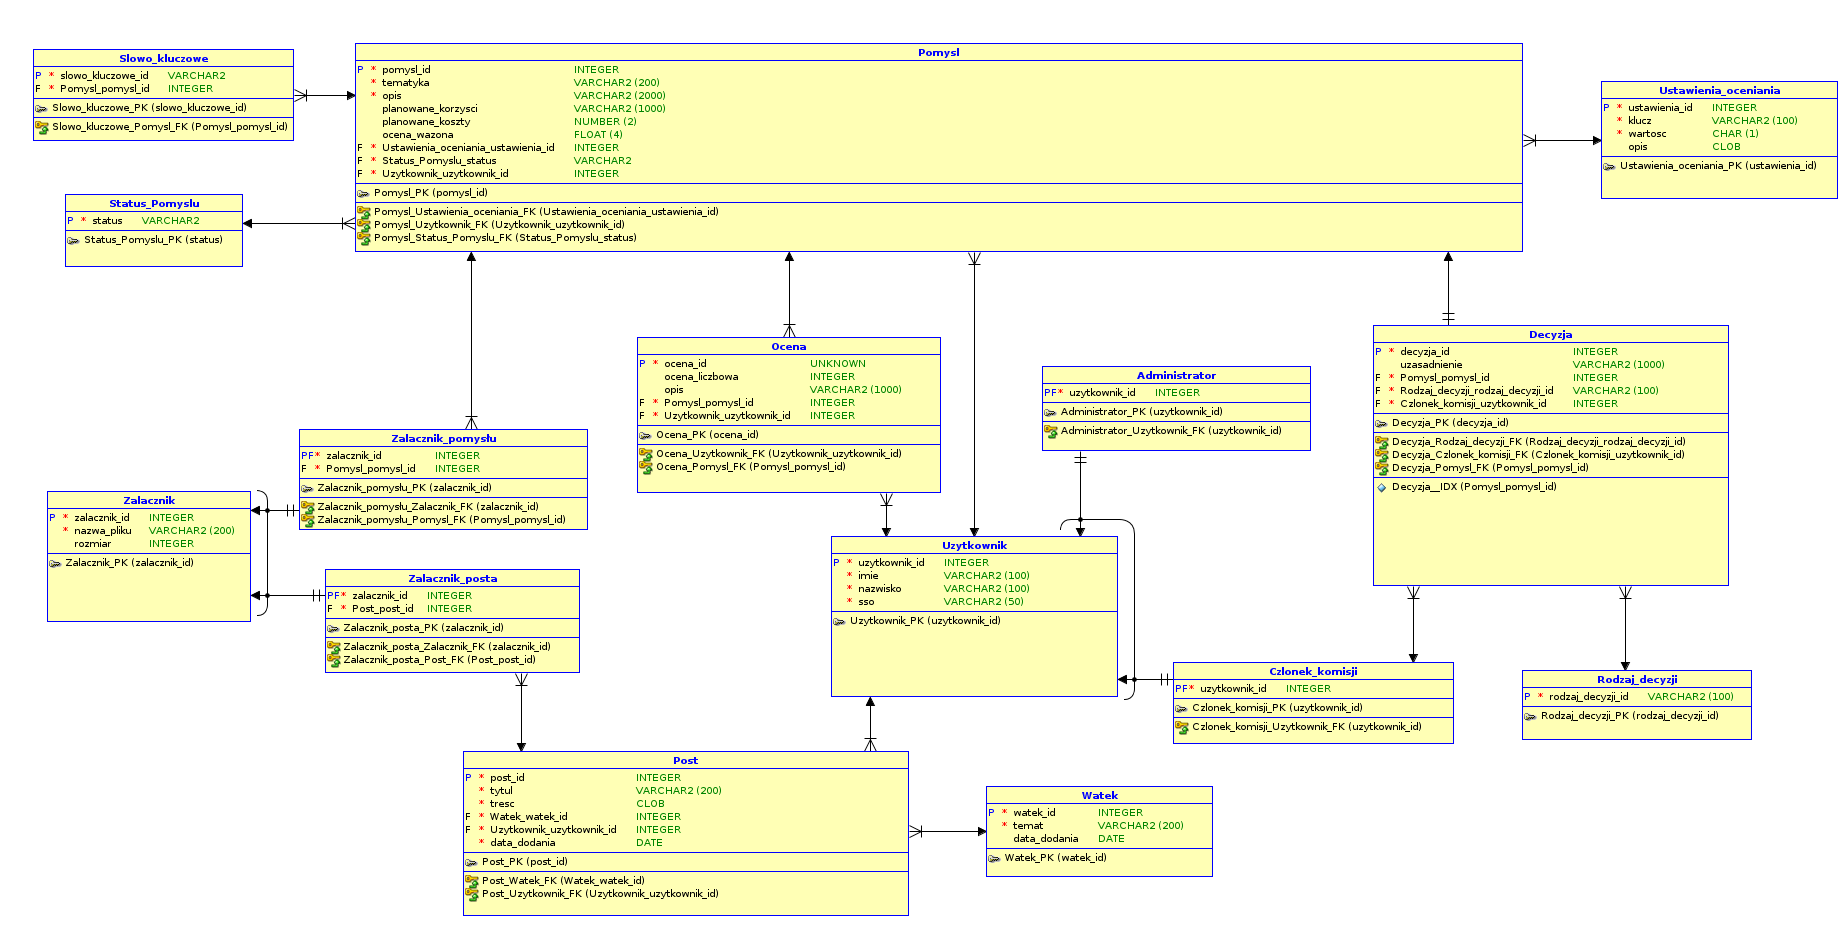 Slowo_kluczowe
P * slowo_kluczowe_id VARCHAR2
F * Pomysl_pomysl_id INTEGER
Slowo_kluczowe_PK (slowo_kluczowe_id)
Slowo_kluczowe_Pomysl_FK (Pomysl_pomysl_id)
Pomysl
P * pomysl_id INTEGER
* tematyka VARCHAR2 (200)
* opis VARCHAR2 (2000)
planowane_korzysci VARCHAR2 (1000)
planowane_koszty NUMBER (2)
ocena_wazona FLOAT (4)
F * Ustawienia_oceniania_ustawienia_id INTEGER
F * Status_Pomyslu_status VARCHAR2
F * Uzytkownik_uzytkownik_id INTEGER
Pomysl_PK (pomysl_id)
Pomysl_Ustawienia_oceniania_FK (Ustawienia_oceniania_ustawienia_id)
Pomysl_Uzytkownik_FK (Uzytkownik_uzytkownik_id)
Pomysl_Status_Pomyslu_FK (Status_Pomyslu_status)
Ustawienia_oceniania
P * ustawienia_id INTEGER
* klucz VARCHAR2 (100)
* wartosc CHAR (1)
opis CLOB
Ustawienia_oceniania_PK (ustawienia_id)
Status_Pomyslu
P * status VARCHAR2
Status_Pomyslu_PK (status)
Ocena
P * ocena_id UNKNOWN
ocena_liczbowa INTEGER
opis VARCHAR2 (1000)
F * Pomysl_pomysl_id INTEGER
F * Uzytkownik_uzytkownik_id INTEGER
Ocena_PK (ocena_id)
Ocena_Uzytkownik_FK (Uzytkownik_uzytkownik_id)
Ocena_Pomysl_FK (Pomysl_pomysl_id)
Administrator
PF* uzytkownik_id INTEGER
Administrator_PK (uzytkownik_id)
Administrator_Uzytkownik_FK (uzytkownik_id)
Decyzja
P * decyzja_id INTEGER
uzasadnienie VARCHAR2 (1000)
F * Pomysl_pomysl_id INTEGER
F * Rodzaj_decyzji_rodzaj_decyzji_id VARCHAR2 (100)
F * Czlonek_komisji_uzytkownik_id INTEGER
Decyzja_PK (decyzja_id)
Decyzja_Rodzaj_decyzji_FK (Rodzaj_decyzji_rodzaj_decyzji_id)
Decyzja_Czlonek_komisji_FK (Czlonek_komisji_uzytkownik_id)
Decyzja_Pomysl_FK (Pomysl_pomysl_id)
Decyzja__IDX (Pomysl_pomysl_id)
Zalacznik_pomysłu
PF* zalacznik_id INTEGER
F * Pomysl_pomysl_id INTEGER
Zalacznik_pomysłu_PK (zalacznik_id)
Zalacznik_pomysłu_Zalacznik_FK (zalacznik_id)
Zalacznik_pomysłu_Pomysl_FK (Pomysl_pomysl_id)
Zalacznik
P * zalacznik_id INTEGER
* nazwa_pliku VARCHAR2 (200)
rozmiar INTEGER
Zalacznik_PK (zalacznik_id)
Zalacznik_posta
PF* zalacznik_id INTEGER
F * Post_post_id INTEGER
Zalacznik_posta_PK (zalacznik_id)
Zalacznik_posta_Zalacznik_FK (zalacznik_id)
Zalacznik_posta_Post_FK (Post_post_id)
Uzytkownik
P * uzytkownik_id INTEGER
* imie VARCHAR2 (100)
* nazwisko VARCHAR2 (100)
* sso VARCHAR2 (50)
Uzytkownik_PK (uzytkownik_id)
Czlonek_komisji
PF* uzytkownik_id INTEGER
Czlonek_komisji_PK (uzytkownik_id)
Czlonek_komisji_Uzytkownik_FK (uzytkownik_id)
Rodzaj_decyzji
P * rodzaj_decyzji_id VARCHAR2 (100)
Rodzaj_decyzji_PK (rodzaj_decyzji_id)
Post
P * post_id INTEGER
* tytul VARCHAR2 (200)
* tresc CLOB
F * Watek_watek_id INTEGER
F * Uzytkownik_uzytkownik_id INTEGER
* data_dodania DATE
Post_PK (post_id)
Post_Watek_FK (Watek_watek_id)
Post_Uzytkownik_FK (Uzytkownik_uzytkownik_id)
Watek
P * watek_id INTEGER
* temat VARCHAR2 (200)
data_dodania DATE
Watek_PK (watek_id)